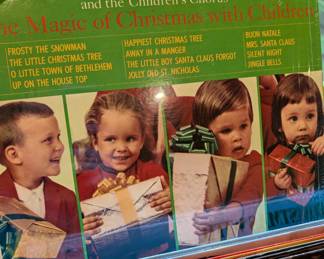 and the Children's Chorus
The Magic of Christmas with Children
FROSTY THE SNOWMAN
THE LITTLE CHRISTMAS TREE
O LITTLE TOWN OF BETHLEHEM
UP ON THE HOUSE TOP
HAPPIEST CHRISTMAS TREE
AWAY IN A MANGER
THE LITTLE BOY SANTA CLAUS FORGOT
JOLLY OLD ST. NICHOLAS
BUON NATALE
MRS. SANTA CLAUS
SILENT NIGHT
JINGLE BELLS